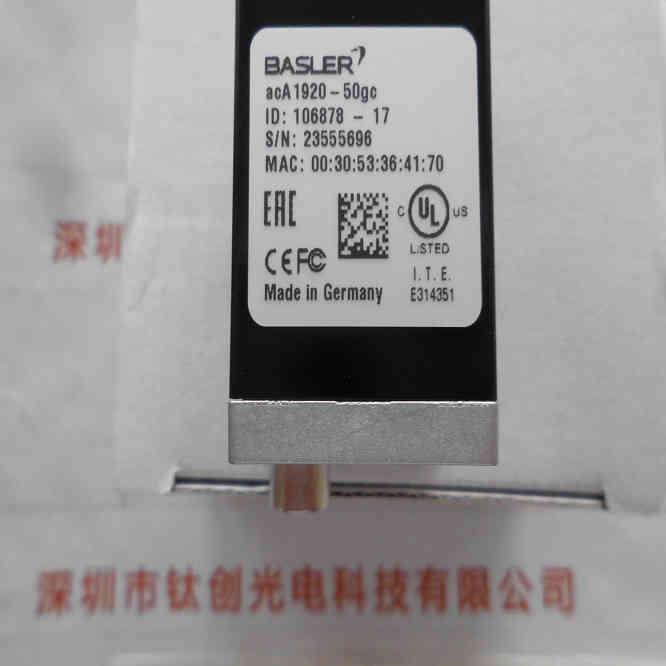 BASLER
acA1920-50gc
ID: 106878 - 17
S/N: 23555696
MAC: 00:30:53:36:41:70
EAC
C UL US
LISTED
CE FC
I. T. E.
Made in Germany
E314351
深圳
深圳市钛创光电科技有限公司